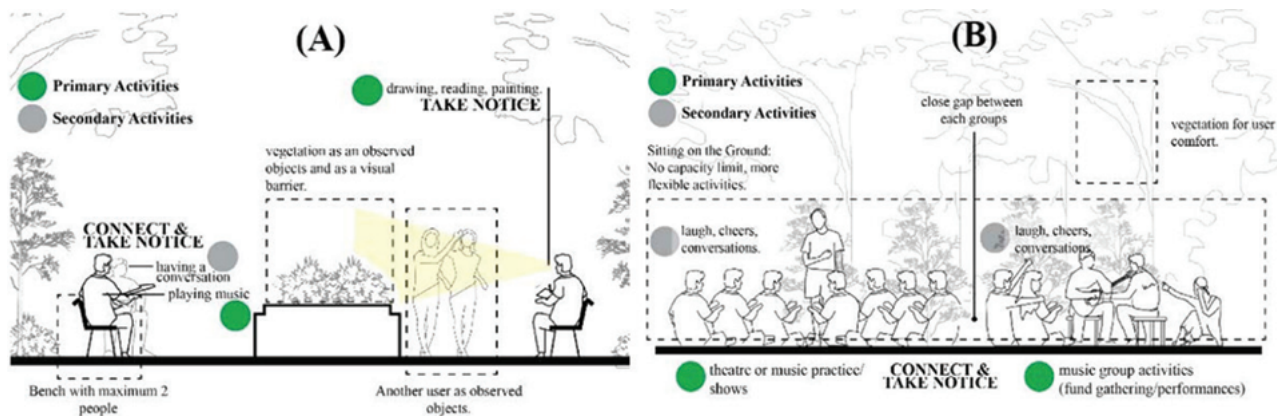 (A)
Primary Activities
Secondary Activities
drawing, reading, painting.
TAKE NOTICE
vegetation as an observed
objects and as a visual
barrier.
CONNECT &
TAKE NOTICE
having a
conversation
playing music
Bench with maximum 2
people
Another user as observed
objects.
(B)
Primary Activities
Secondary Activities
close gap between
each groups
vegetation for user
comfort.
Sitting on the Ground:
No capacity limit, more
flexible activities.
laugh, cheers,
conversations.
laugh, cheers,
conversations.
theatre or music practice/
shows
CONNECT &
TAKE NOTICE
music group activities
(fund gathering/performances)